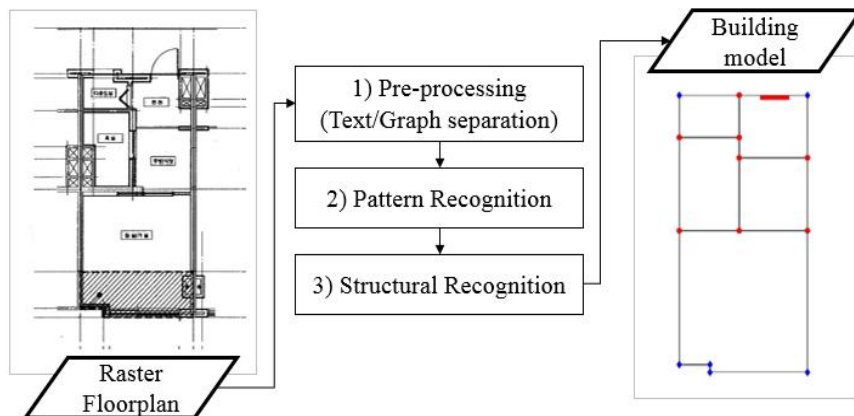 Building
model
1) Pre-processing
(Text/Graph separation)
2) Pattern Recognition
3) Structural Recognition
Raster
Floorplan